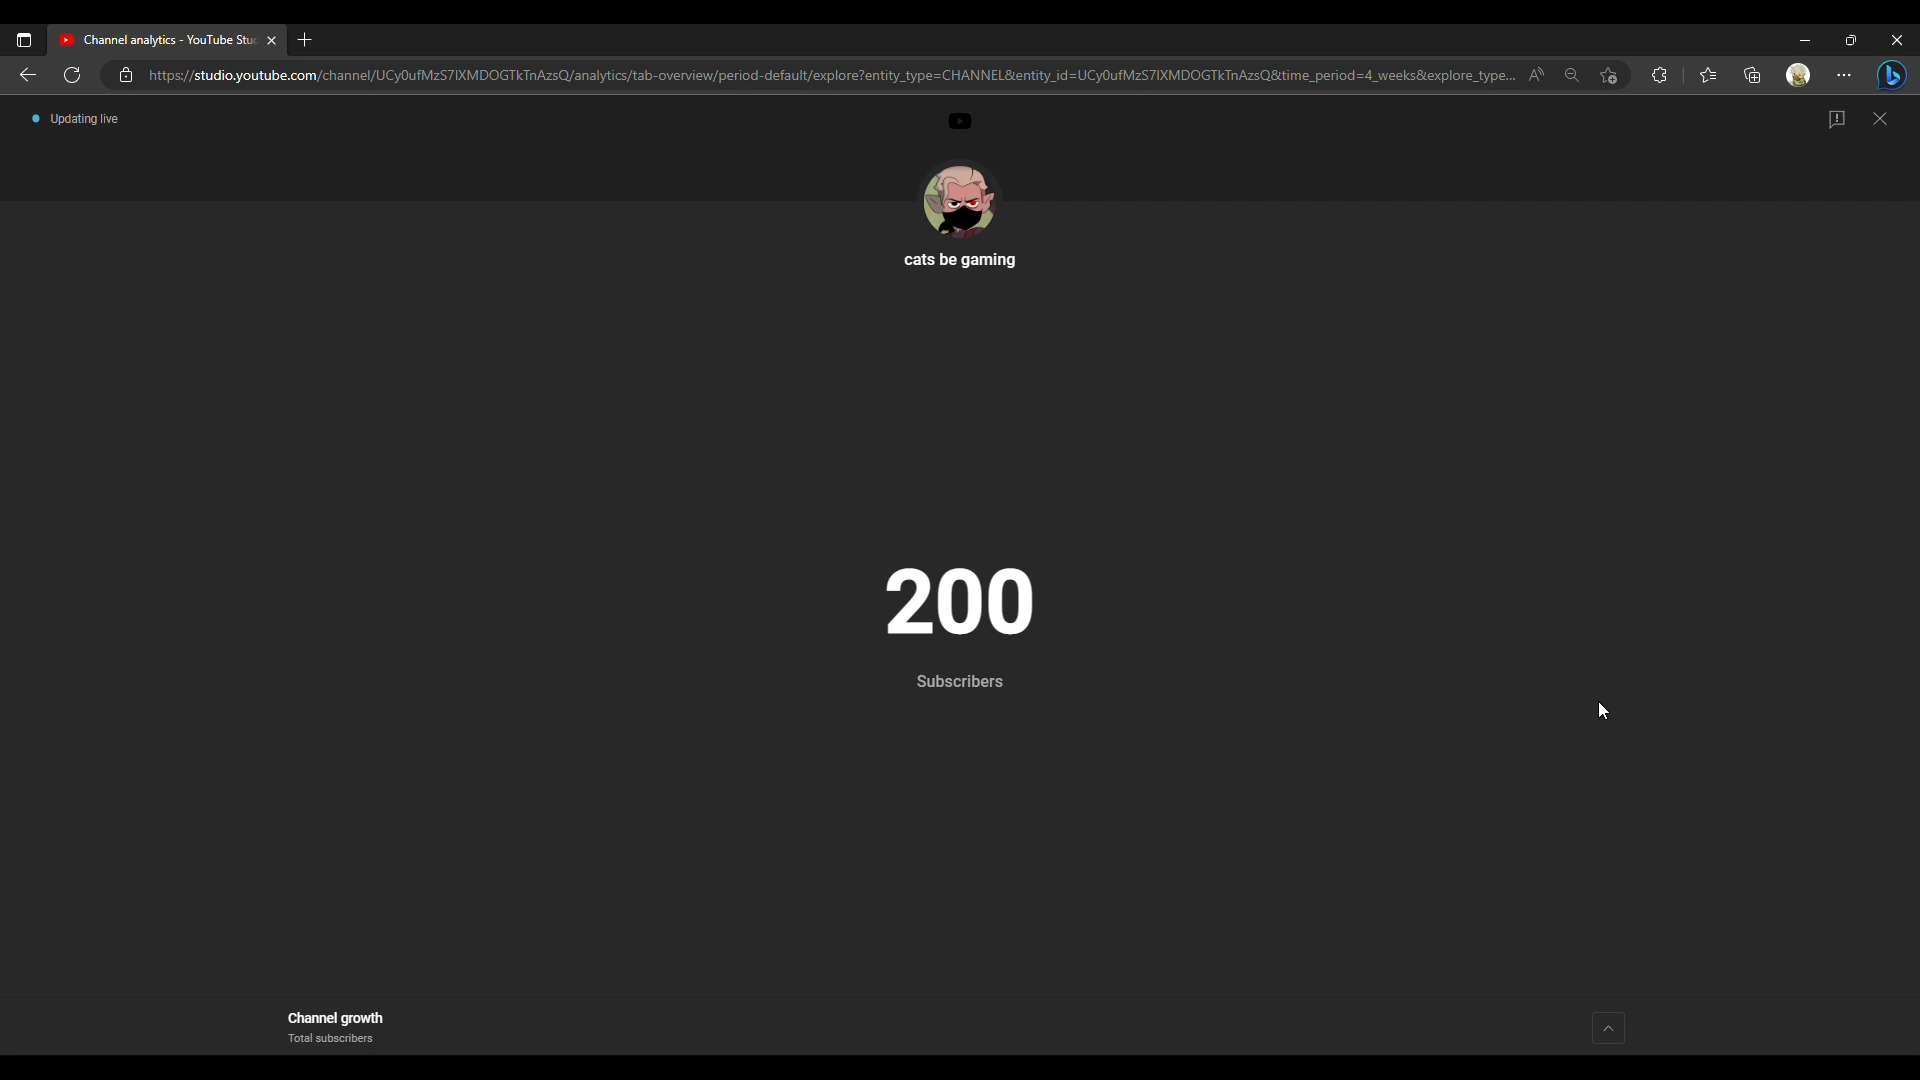 Channel analytics - YouTube Stu
https://studio.youtube.com/channel/UCy0ufMzS7IXMDOGTkTnAzsQ/analytics/tab-overview/period-default/explore?entity_type=CHANNEL&entity_id=UCy0ufMzS7IXMDOGTkTnAzsQ&time_period=4_weeks&explore_type...
Updating live
cats be gaming
200
Subscribers
Channel growth
Total subscribers